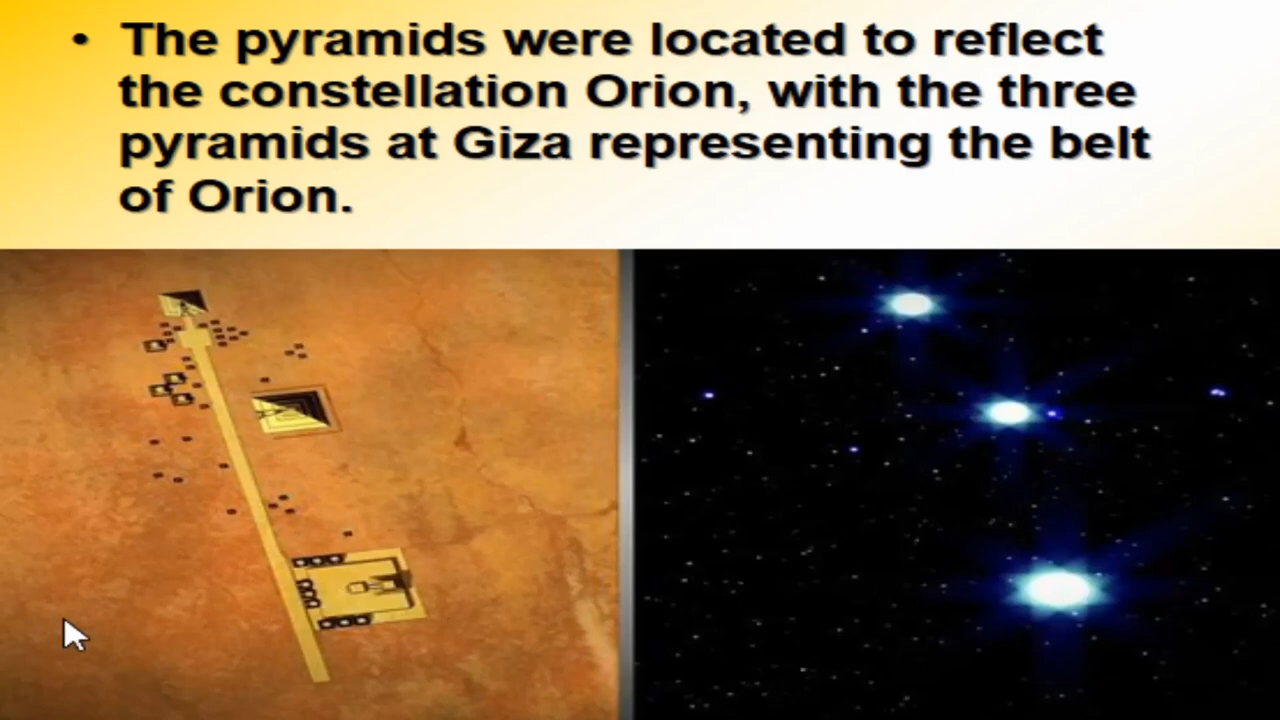 • The pyramids were located to reflect
the constellation Orion, with the three
pyramids at Giza representing the belt
of Orion.